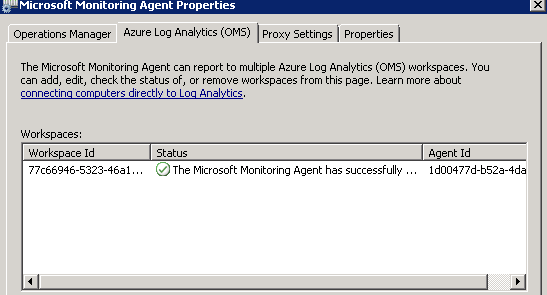 Microsoft Monitoring Agent Properties
Operations Manager Azure Log Analytics (OMS) Proxy Settings Properties
The Microsoft Monitoring Agent can report to multiple Azure Log Analytics (OMS) workspaces. You
can add, edit, check the status of, or remove workspaces from this page. Learn more about
connecting computers directly to Log Analytics.
Workspaces:
Workspace Id Status Agent Id
77c66946-5323-46a1... The Microsoft Monitoring Agent has successfully ... 1d00477d-b52a-4da